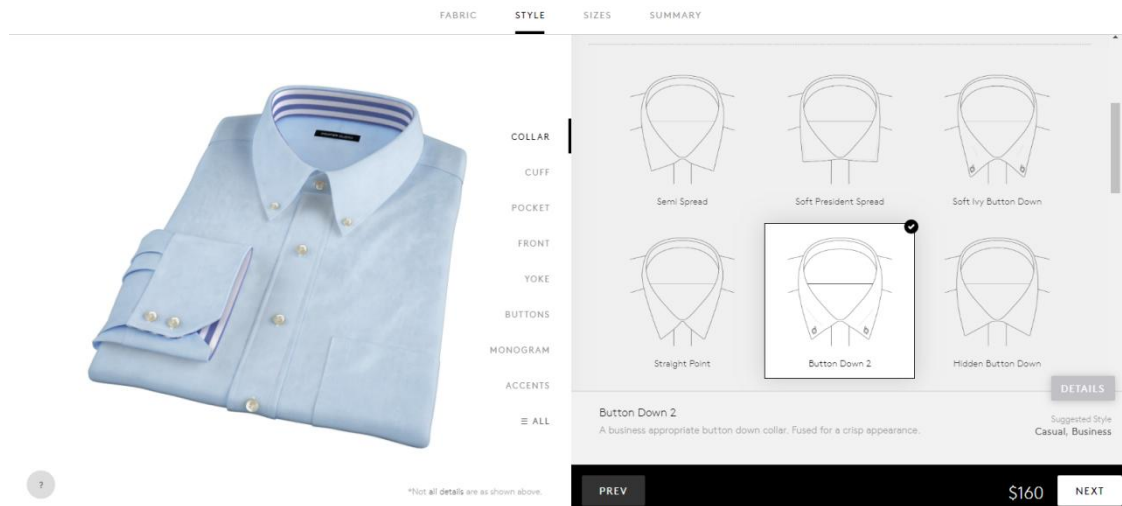 FABRIC STYLE SIZES SUMMARY
COLLAR
CUFF
POCKET
FRONT
YOKE
BUTTONS
MONOGRAM
ACCENTS
☰ ALL
?
*Not all details are as shown above.
Semi Spread Soft President Spread Soft Ivy Button Down
Straight Point Button Down 2 Hidden Button Down
DETAILS
Button Down 2
A business appropriate button down collar. Fused for a crisp appearance.
Suggested Style
Casual, Business
PREV $160 NEXT